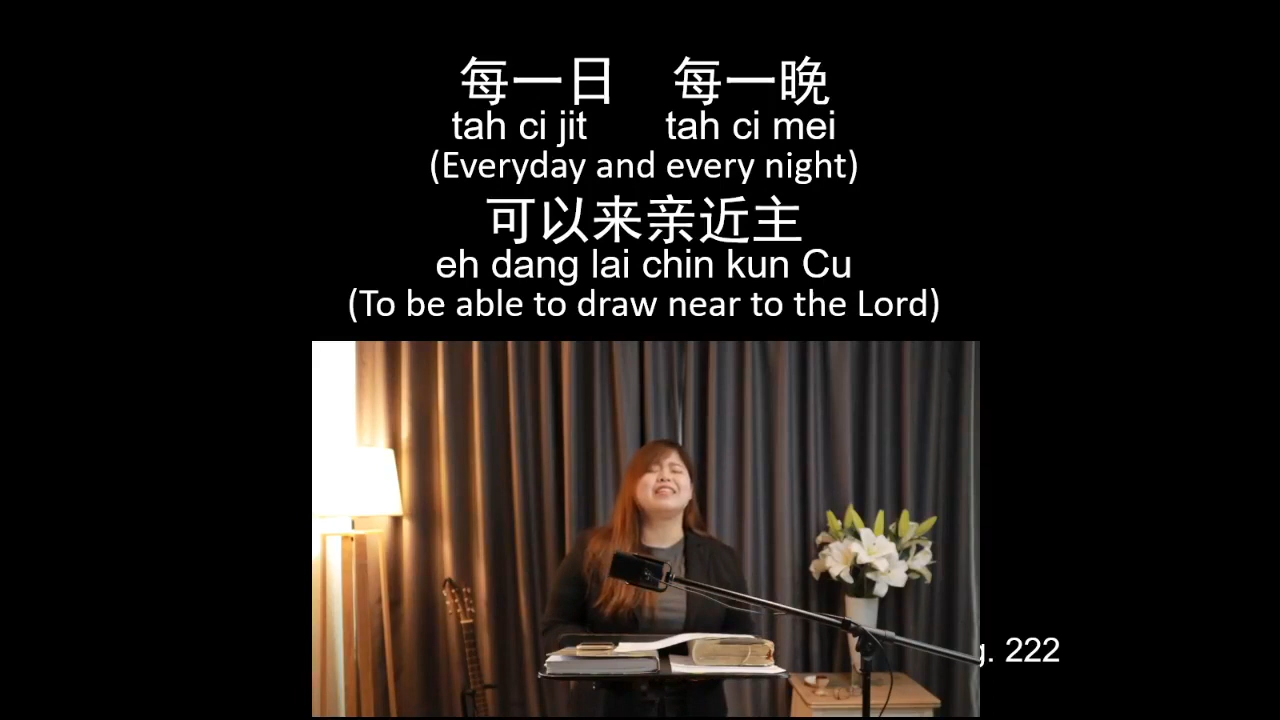 每一日 每一晚
tah ci jit tah ci mei
(Everyday and every night)
可以来亲近主
eh dang lai chin kun Cu
(To be able to draw near to the Lord)
222